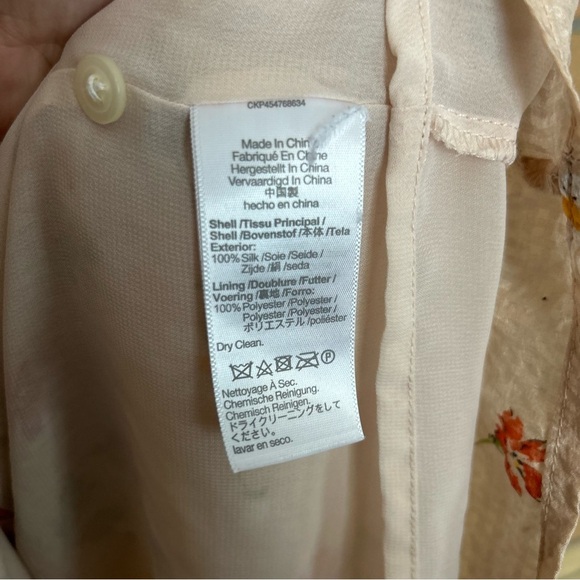 CKP454768634
Made In China
Fabriqué En Chine
Hergestellt In China
Vervaardigd In China
中国製
hecho en china
Shell /Tissu Principal /
Shell /Bovenstof /本体 /Tela
Exterior:
100% Silk /Soie /Seide /
Zijde /絹 /seda
Lining /Doublure /Futter /
Voering /裏地 /Forro:
100% Polyester /Polyester /
Polyester /Polyester /
ポリエステル /poliéster
Dry Clean.
P
Nettoyage À Sec.
Chemische Reinigung.
Chemisch Reinigen.
ドライクリーニングをして
ください。
lavar en seco.